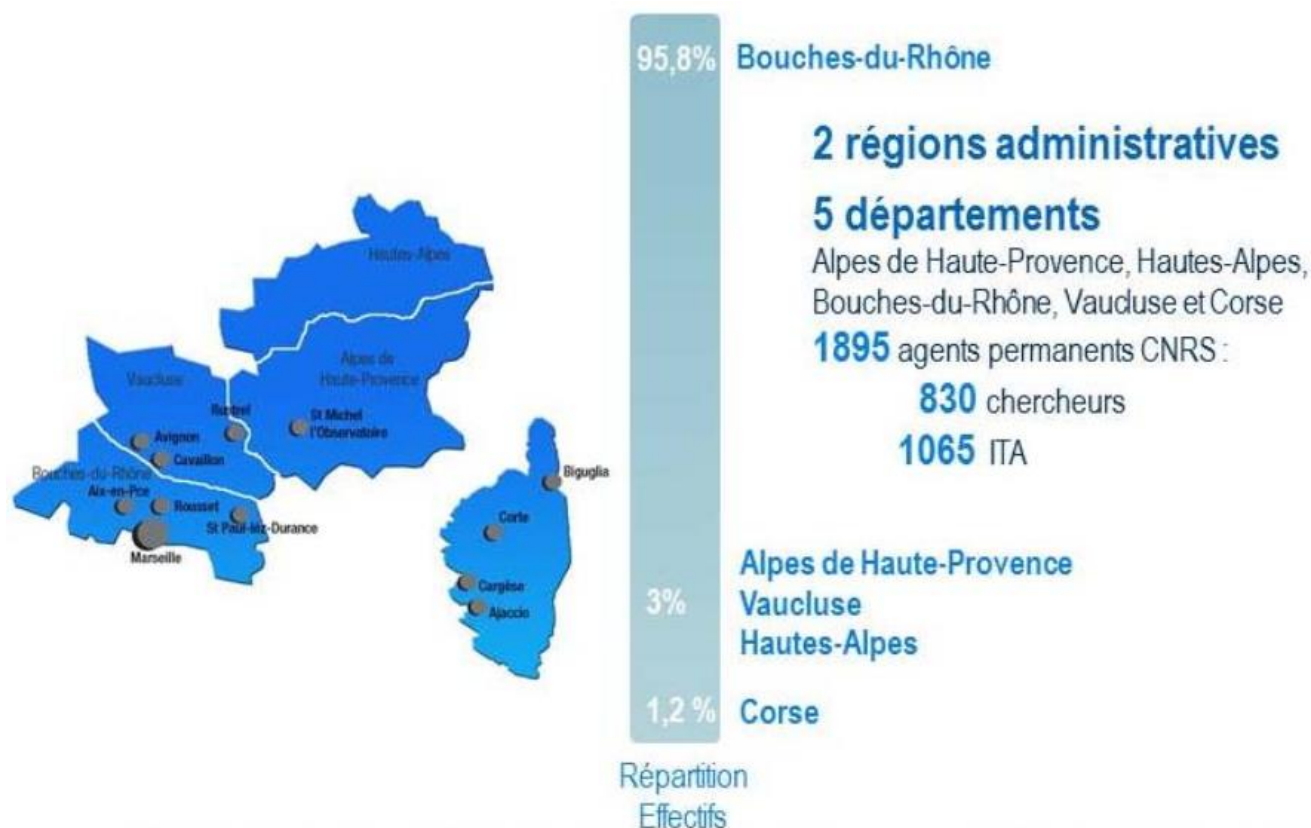 95,8% Bouches-du-Rhône
2 régions administratives
5 départements
Alpes de Haute-Provence, Hautes-Alpes,
Bouches-du-Rhône, Vaucluse et Corse
1895 agents permanents CNRS :
830 chercheurs
1065 ITA
Hautes-Alpes
Alpes de
Haute-Provence
Vaucluse
Rustrel
St Michel
l'Observatoire
Avignon
Cavaillon
Bouches-du-Rhône
Aix-en-Pce
Rousset
St Paul-lez-Durance
Marseille
Biguglia
Corte
Cargèse
Ajaccio
Alpes de Haute-Provence
3% Vaucluse
Hautes-Alpes
1,2 % Corse
Répartition
Effectifs